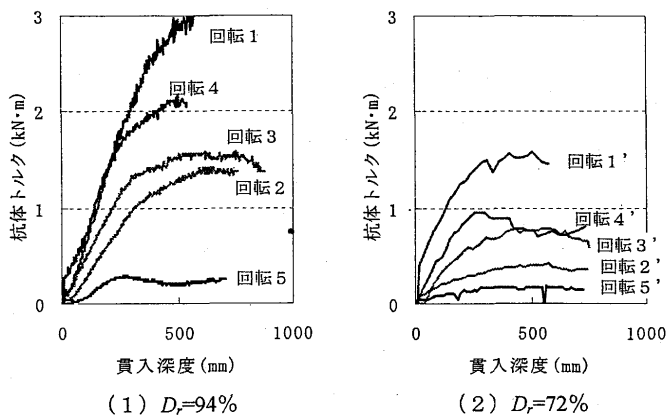 3
2
1
0
杭体トルク(kN･m)
回転1
回転4
回転3
回転2
回転5
0
500
1000
貫入深度(mm)
(1) Dr=94%
3
2
1
0
杭体トルク(kN･m)
回転1'
回転4'
回転3'
回転2'
回転5'
0
500
1000
貫入深度(mm)
(2) Dr=72%